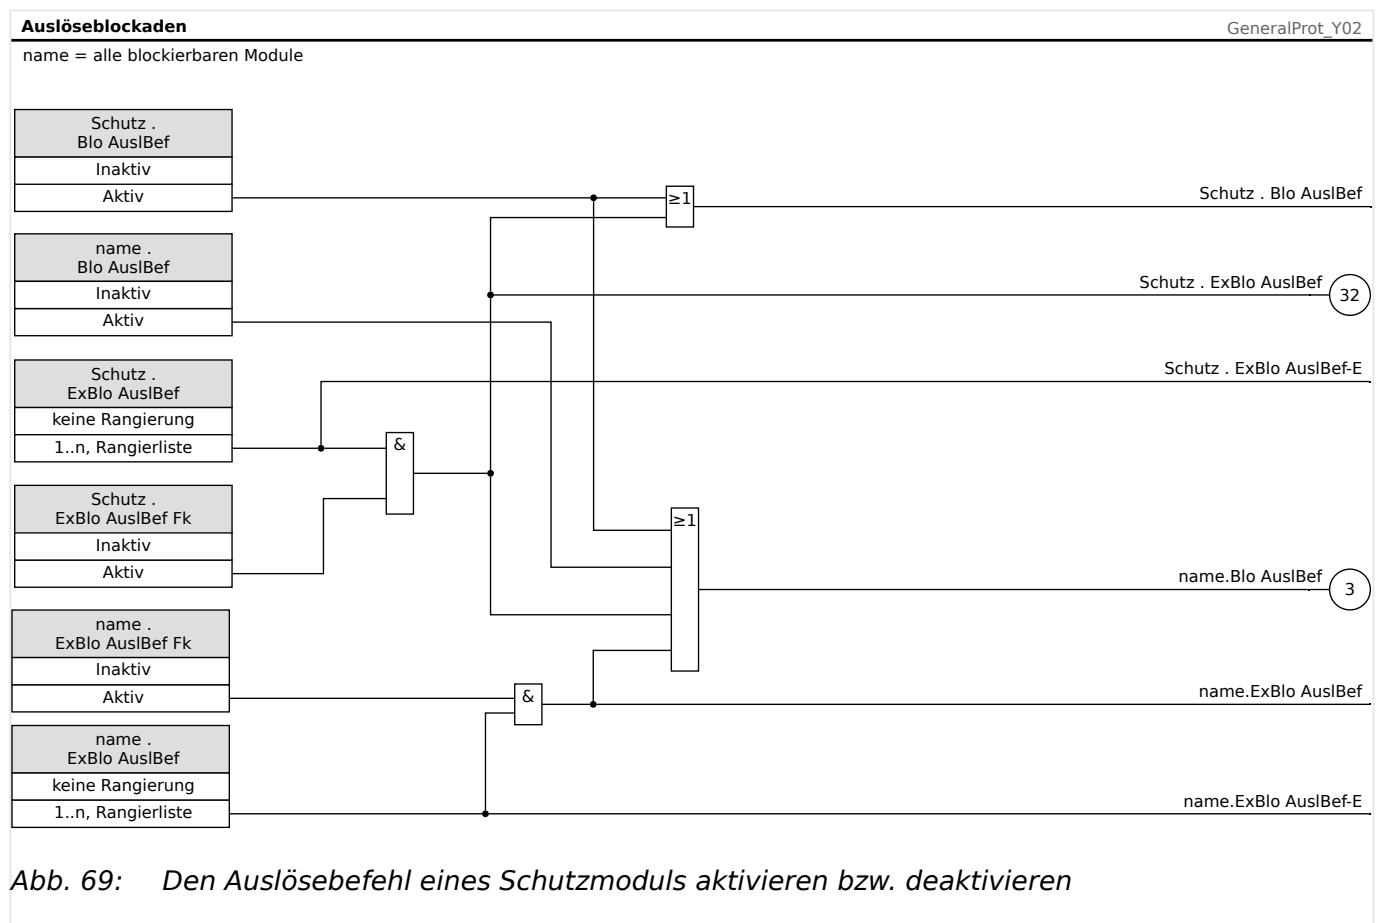 Auslöseblockaden
GeneralProt_Y02
name = alle blockierbaren Module
Schutz .
Blo AuslBef
Inaktiv
Aktiv
≥1
Schutz . Blo AuslBef
name .
Blo AuslBef
Inaktiv
Aktiv
Schutz . ExBlo AuslBef
32
Schutz .
ExBlo AuslBef
keine Rangierung
1..n, Rangierliste
Schutz . ExBlo AuslBef-E
&
Schutz .
ExBlo AuslBef Fk
Inaktiv
Aktiv
≥1
name.Blo AuslBef
3
name .
ExBlo AuslBef Fk
Inaktiv
Aktiv
&
name.ExBlo AuslBef
name .
ExBlo AuslBef
keine Rangierung
1..n, Rangierliste
name.ExBlo AuslBef-E
Abb. 69: Den Auslösebefehl eines Schutzmoduls aktivieren bzw. deaktivieren